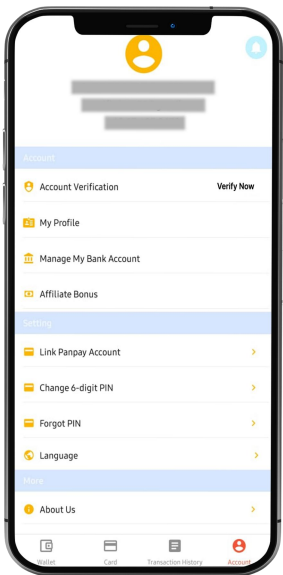 Account
Account Verification Verify Now
My Profile
Manage My Bank Account
Affiliate Bonus
Setting
Link Panpay Account
Change 6-digit PIN
Forgot PIN
Language
More
About Us
Wallet Card Transaction History Account